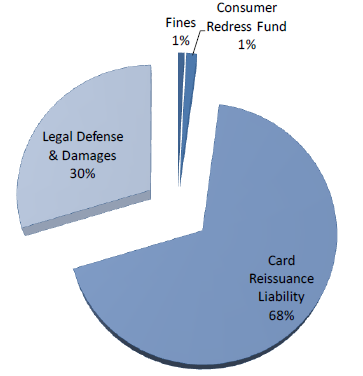 Consumer
Redress Fund
1%
Fines
1%
Legal Defense
& Damages
30%
Card
Reissuance
Liability
68%